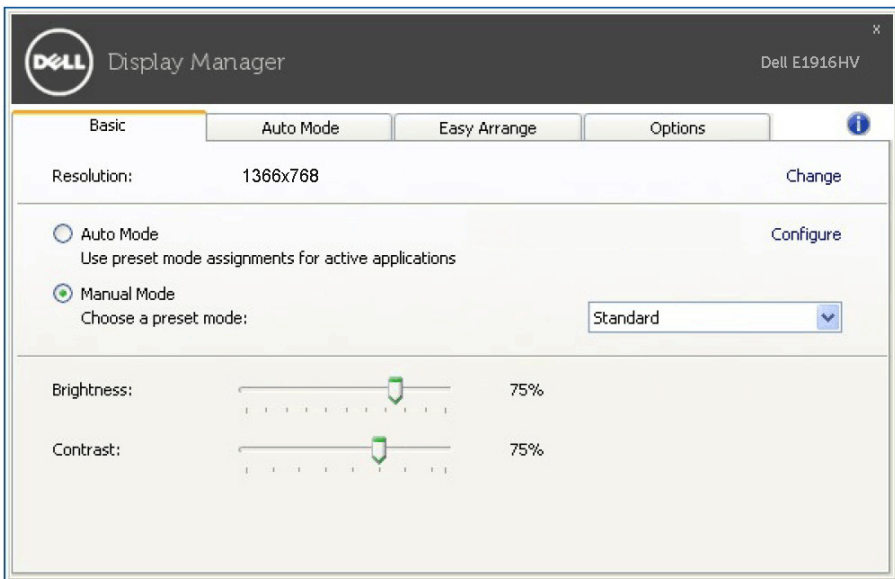 x
DELL Display Manager Dell E1916HV
Basic Auto Mode Easy Arrange Options i
Resolution: 1366x768 Change
Auto Mode Configure
Use preset mode assignments for active applications
Manual Mode
Choose a preset mode: Standard
Brightness: 75%
Contrast: 75%